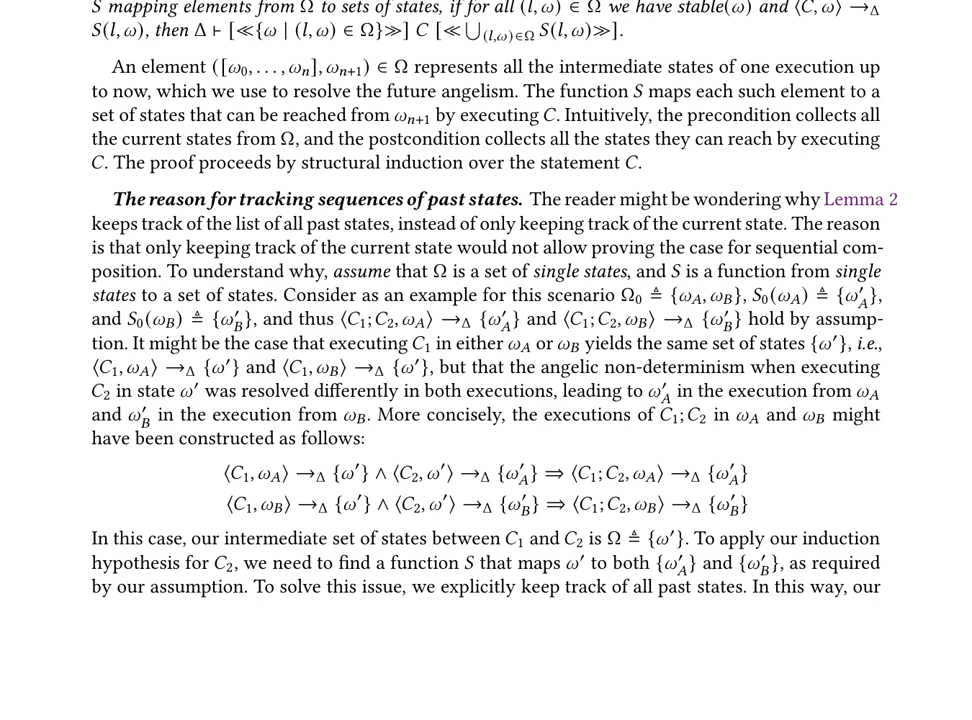 S mapping elements from Ω to sets of states, if for all (l, ω) ∈ Ω we have stable(ω) and ⟨C, ω⟩ →Δ
S(l, ω), then Δ ⊢ [≪{ω | (l, ω) ∈ Ω}≫] C [≪⋃(l,ω)∈Ω S(l, ω)≫].
An element ([ω0, . . . , ωn], ωn+1) ∈ Ω represents all the intermediate states of one execution up
to now, which we use to resolve the future angelism. The function S maps each such element to a
set of states that can be reached from ωn+1 by executing C. Intuitively, the precondition collects all
the current states from Ω, and the postcondition collects all the states they can reach by executing
C. The proof proceeds by structural induction over the statement C.
The reason for tracking sequences of past states. The reader might be wondering why Lemma 2
keeps track of the list of all past states, instead of only keeping track of the current state. The reason
is that only keeping track of the current state would not allow proving the case for sequential com-
position. To understand why, assume that Ω is a set of single states, and S is a function from single
states to a set of states. Consider as an example for this scenario Ω0 ≜ {ωA, ωB}, S0(ωA) ≜ {ω′A},
and S0(ωB) ≜ {ω′B}, and thus ⟨C1; C2, ωA⟩ →Δ {ω′A} and ⟨C1; C2, ωB⟩ →Δ {ω′B} hold by assump-
tion. It might be the case that executing C1 in either ωA or ωB yields the same set of states {ω′}, i.e.,
⟨C1, ωA⟩ →Δ {ω′} and ⟨C1, ωB⟩ →Δ {ω′}, but that the angelic non-determinism when executing
C2 in state ω′ was resolved differently in both executions, leading to ω′A in the execution from ωA
and ω′B in the execution from ωB. More concisely, the executions of C1; C2 in ωA and ωB might
have been constructed as follows:
⟨C1, ωA⟩ →Δ {ω′} ∧ ⟨C2, ω′⟩ →Δ {ω′A} ⇒ ⟨C1; C2, ωA⟩ →Δ {ω′A}
⟨C1, ωB⟩ →Δ {ω′} ∧ ⟨C2, ω′⟩ →Δ {ω′B} ⇒ ⟨C1; C2, ωB⟩ →Δ {ω′B}
In this case, our intermediate set of states between C1 and C2 is Ω ≜ {ω′}. To apply our induction
hypothesis for C2, we need to find a function S that maps ω′ to both {ω′A} and {ω′B}, as required
by our assumption. To solve this issue, we explicitly keep track of all past states. In this way, our